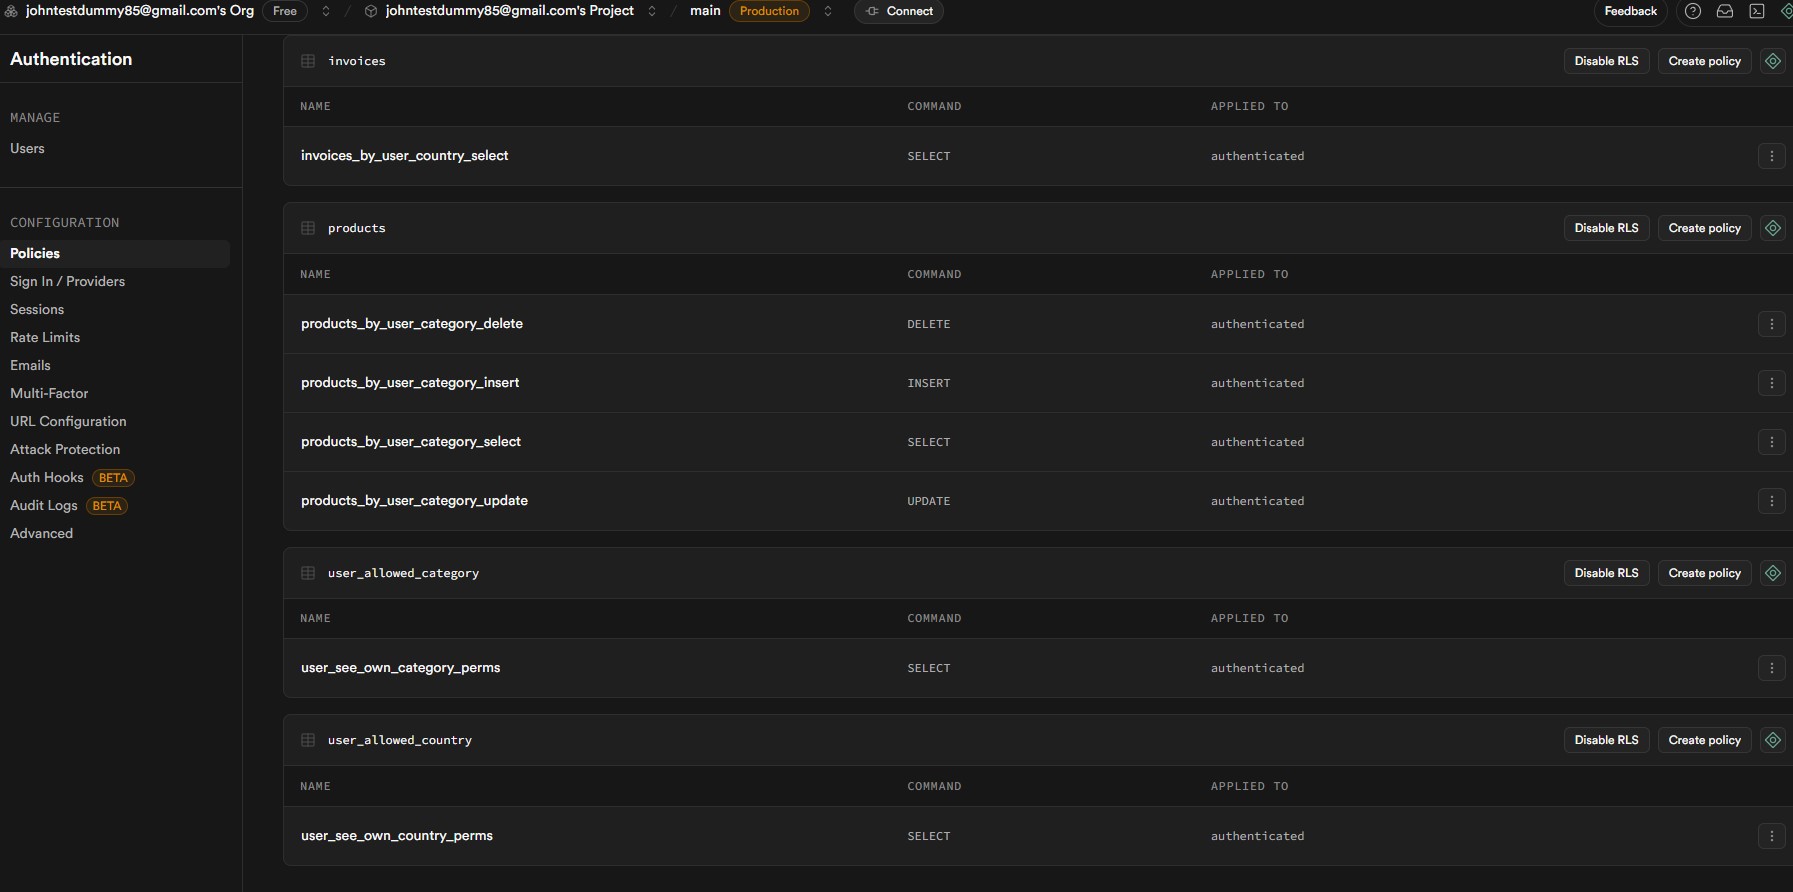 johntestdummy85@gmail.com's Org Free / johntestdummy85@gmail.com's Project / main Production Connect Feedback
Authentication
MANAGE
Users
CONFIGURATION
Policies
Sign In / Providers
Sessions
Rate Limits
Emails
Multi-Factor
URL Configuration
Attack Protection
Auth Hooks BETA
Audit Logs BETA
Advanced
invoices Disable RLS Create policy
NAME COMMAND APPLIED TO
invoices_by_user_country_select SELECT authenticated
products Disable RLS Create policy
NAME COMMAND APPLIED TO
products_by_user_category_delete DELETE authenticated
products_by_user_category_insert INSERT authenticated
products_by_user_category_select SELECT authenticated
products_by_user_category_update UPDATE authenticated
user_allowed_category Disable RLS Create policy
NAME COMMAND APPLIED TO
user_see_own_category_perms SELECT authenticated
user_allowed_country Disable RLS Create policy
NAME COMMAND APPLIED TO
user_see_own_country_perms SELECT authenticated